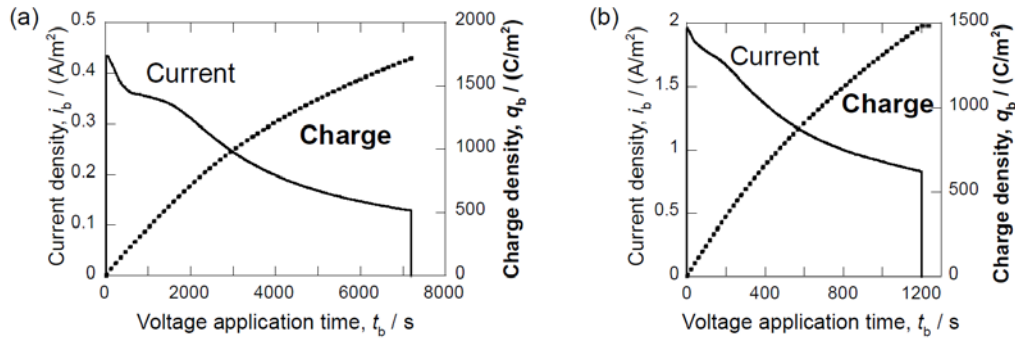 (a)
Current density, i_b / (A/m²)
0.5
0.4
0.3
0.2
0.1
0
Current
Charge
2000
1500
1000
500
0
Charge density, q_b / (C/m²)
0 2000 4000 6000 8000
Voltage application time, t_b / s
(b)
Current density, i_b / (A/m²)
2
1.5
1
0.5
0
Current
Charge
1500
1000
500
0
Charge density, q_b / (C/m²)
0 400 800 1200
Voltage application time, t_b / s